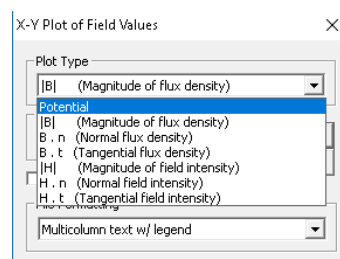 X-Y Plot of Field Values
Plot Type
|B| (Magnitude of flux density)
Potential
|B| (Magnitude of flux density)
B . n (Normal flux density)
B . t (Tangential flux density)
|H| (Magnitude of field intensity)
H . n (Normal field intensity)
H . t (Tangential field intensity)
Multicolumn text w/ legend